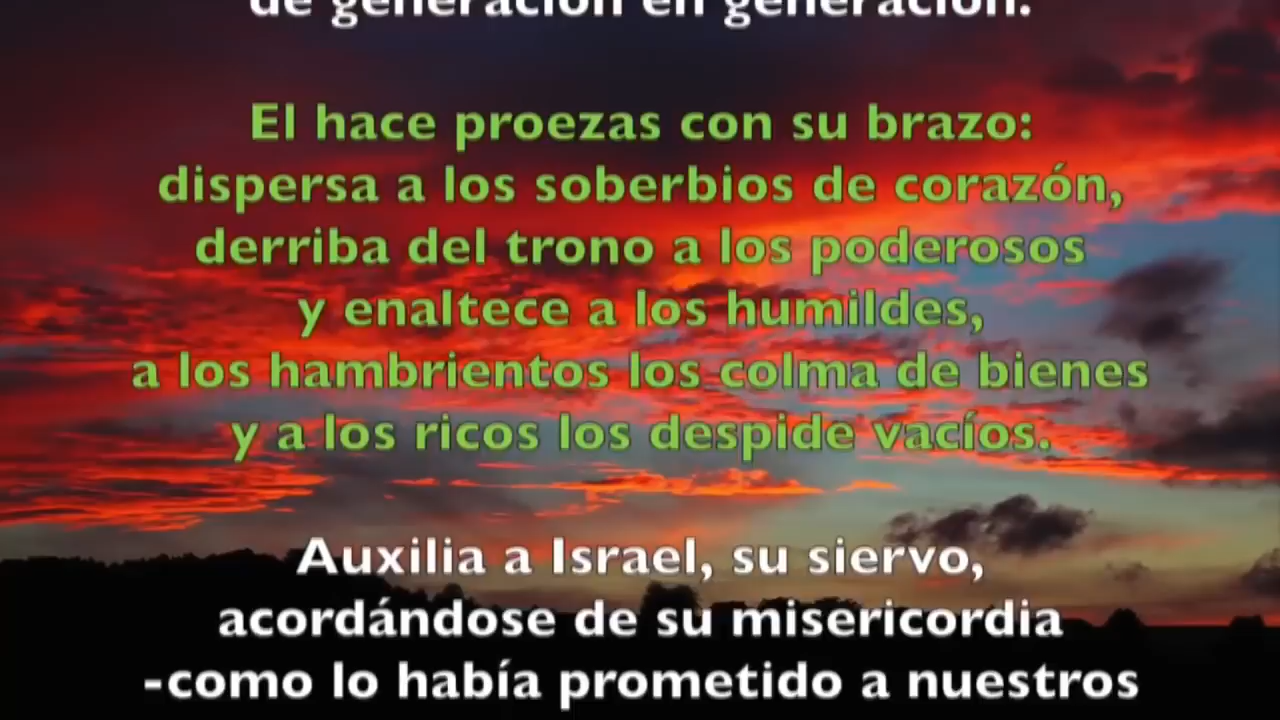 de generación en generación.
El hace proezas con su brazo:
dispersa a los soberbios de corazón,
derriba del trono a los poderosos
y enaltece a los humildes,
a los hambrientos los colma de bienes
y a los ricos los despide vacíos.
Auxilia a Israel, su siervo,
acordándose de su misericordia
-como lo había prometido a nuestros